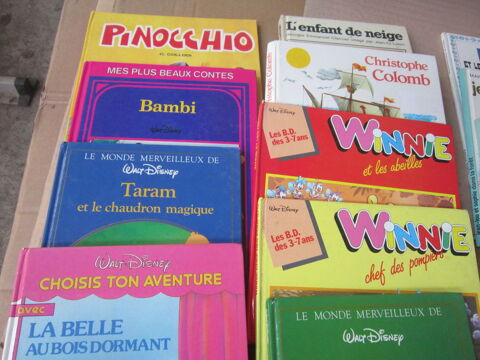 PINOCCHIO
MES PLUS BEAUX CONTES
Bambi
WALT DISNEY
LE MONDE MERVEILLEUX DE
WALT DISNEY
Taram
et le chaudron magique
WALT DISNEY
CHOISIS TON AVENTURE
avec
LA BELLE
AU BOIS DORMANT
L'enfant de neige
Christophe
Colomb
Christophe Colomb
WALT DISNEY
Les B.D.
des 3-7 ans
WiNNiE
et les abeilles
WALT DISNEY
Les B.D.
des 3-7 ans
WiNNiE
chef des pompiers
LE MONDE MERVEILLEUX DE
WALT DISNEY